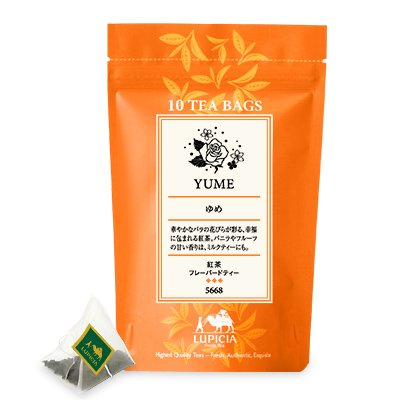 10 TEA BAGS
YUME
ゆめ
華やかなバラの花びらが彩る、幸福
に包まれる紅茶。バニラやフルーツ
の甘い香りは、ミルクティーにも。
紅茶
フレーバードティー
5668
LUPICIA
Fresh Tea
Highest Quality Teas – Fresh, Authentic, Exquisite
LUPICIA